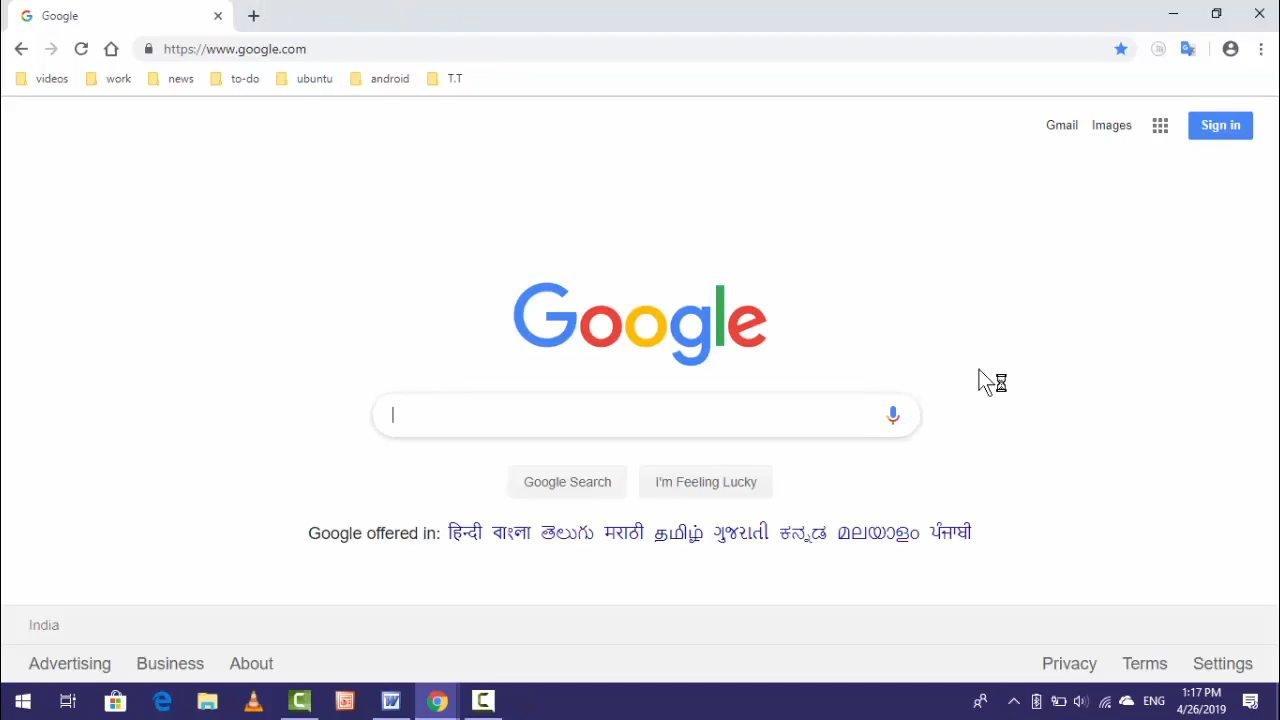 Google
https://www.google.com
videos work news to-do ubuntu android T.T
Gmail Images Sign in
Google
Google Search I'm Feeling Lucky
Google offered in: हिन्दी বাংলা తెలుగు मराठी தமிழ் ગુજરાતી ಕನ್ನಡ മലയാളം ਪੰਜਾਬੀ
India
Advertising Business About Privacy Terms Settings
ENG 1:17 PM
4/26/2019